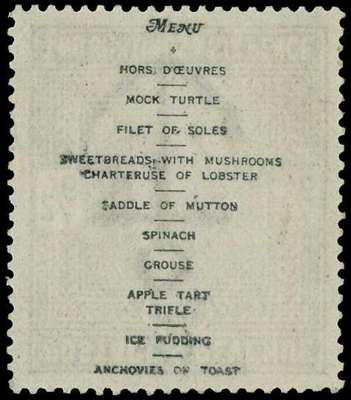 MENU
HORS D'ŒUVRES
MOCK TURTLE
FILET OF SOLES
SWEETBREADS WITH MUSHROOMS
CHARTERUSE OF LOBSTER
SADDLE OF MUTTON
SPINACH
GROUSE
APPLE TART
TRIFLE
ICE PUDDING
ANCHOVIES ON TOAST